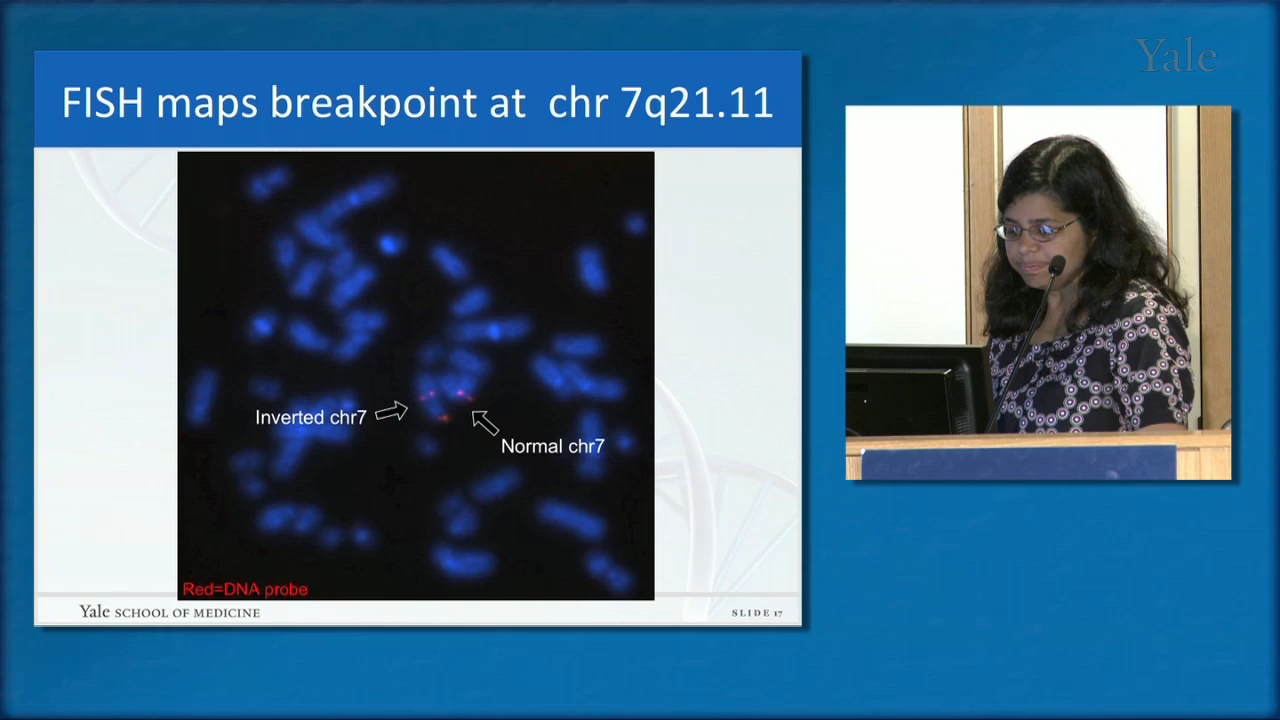 Yale
FISH maps breakpoint at chr 7q21.11
Inverted chr7
Normal chr7
Red=DNA probe
Yale SCHOOL OF MEDICINE
SLIDE 17